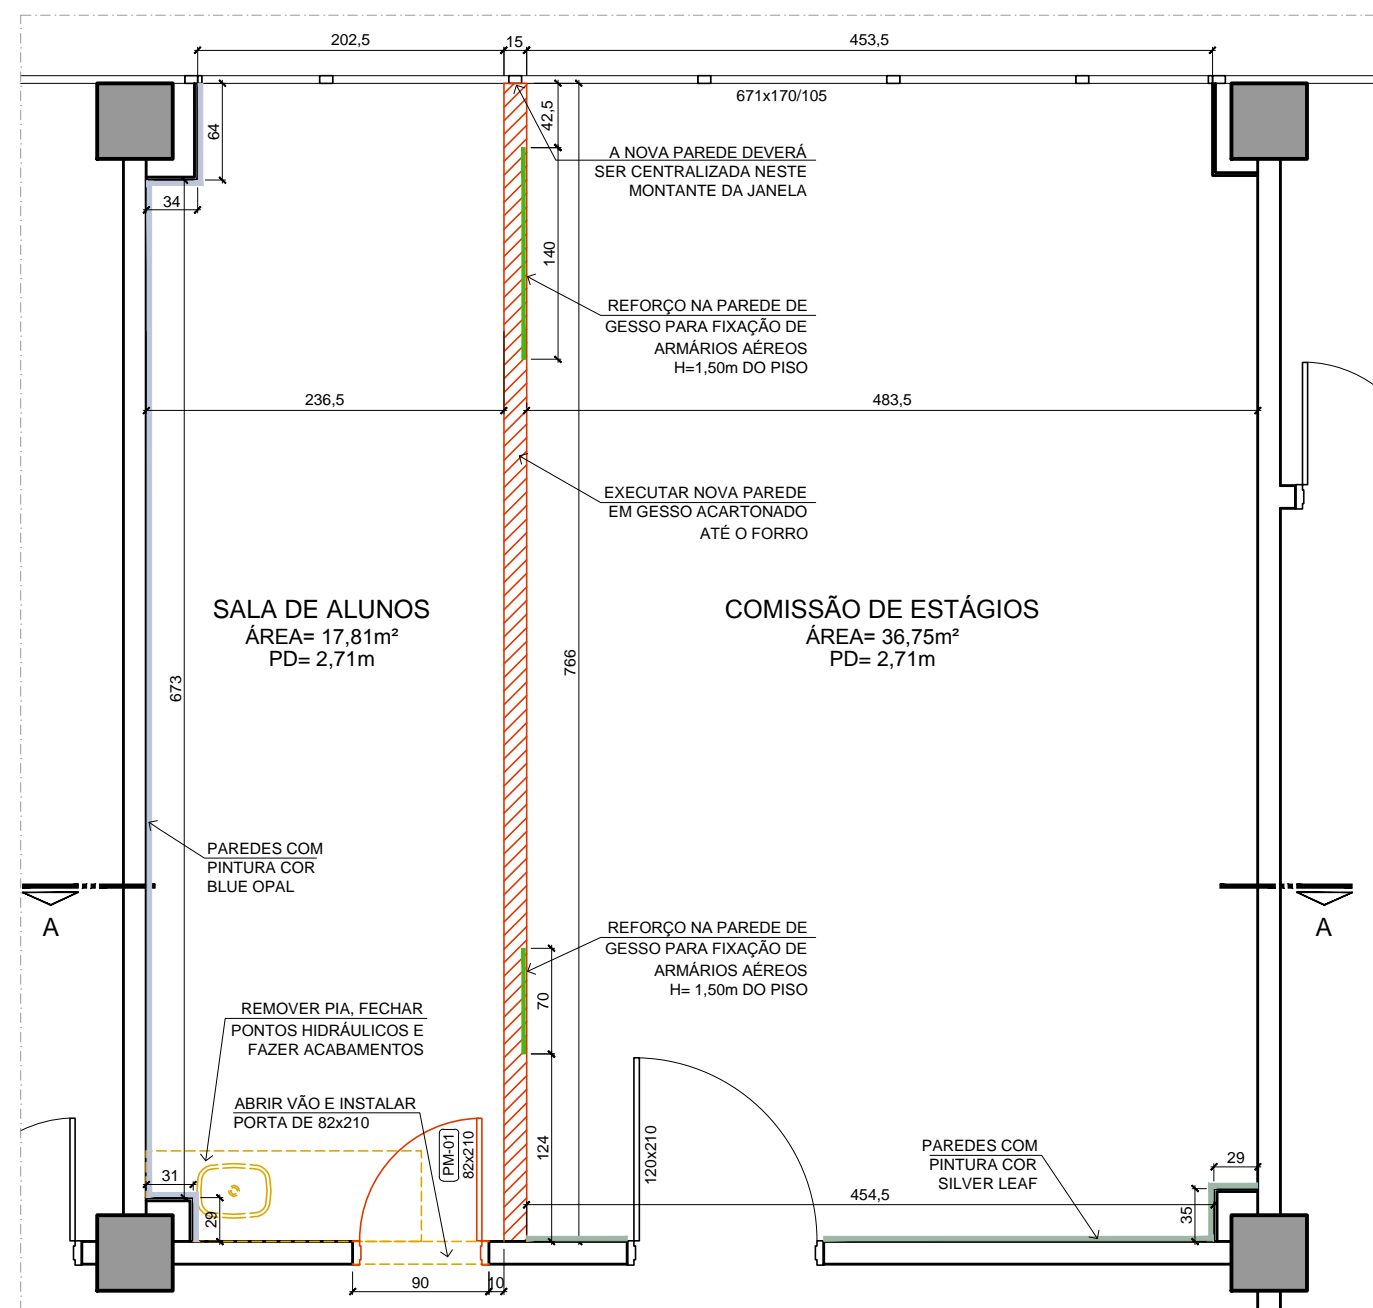 202,5
15
453,5
671x170/105
64
42,5
A NOVA PAREDE DEVERÁ
SER CENTRALIZADA NESTE
MONTANTE DA JANELA
34
140
REFORÇO NA PAREDE DE
GESSO PARA FIXAÇÃO DE
ARMÁRIOS AÉREOS
H=1,50m DO PISO
236,5
483,5
EXECUTAR NOVA PAREDE
EM GESSO ACARTONADO
ATÉ O FORRO
SALA DE ALUNOS
ÁREA= 17,81m²
PD= 2,71m
COMISSÃO DE ESTÁGIOS
ÁREA= 36,75m²
PD= 2,71m
766
673
PAREDES COM
PINTURA COR
BLUE OPAL
A
A
REFORÇO NA PAREDE DE
GESSO PARA FIXAÇÃO DE
ARMÁRIOS AÉREOS
H= 1,50m DO PISO
70
REMOVER PIA, FECHAR
PONTOS HIDRÁULICOS E
FAZER ACABAMENTOS
ABRIR VÃO E INSTALAR
PORTA DE 82x210
PM-01
82x210
124
120x210
PAREDES COM
PINTURA COR
SILVER LEAF
31
29
29
454,5
35
90
10